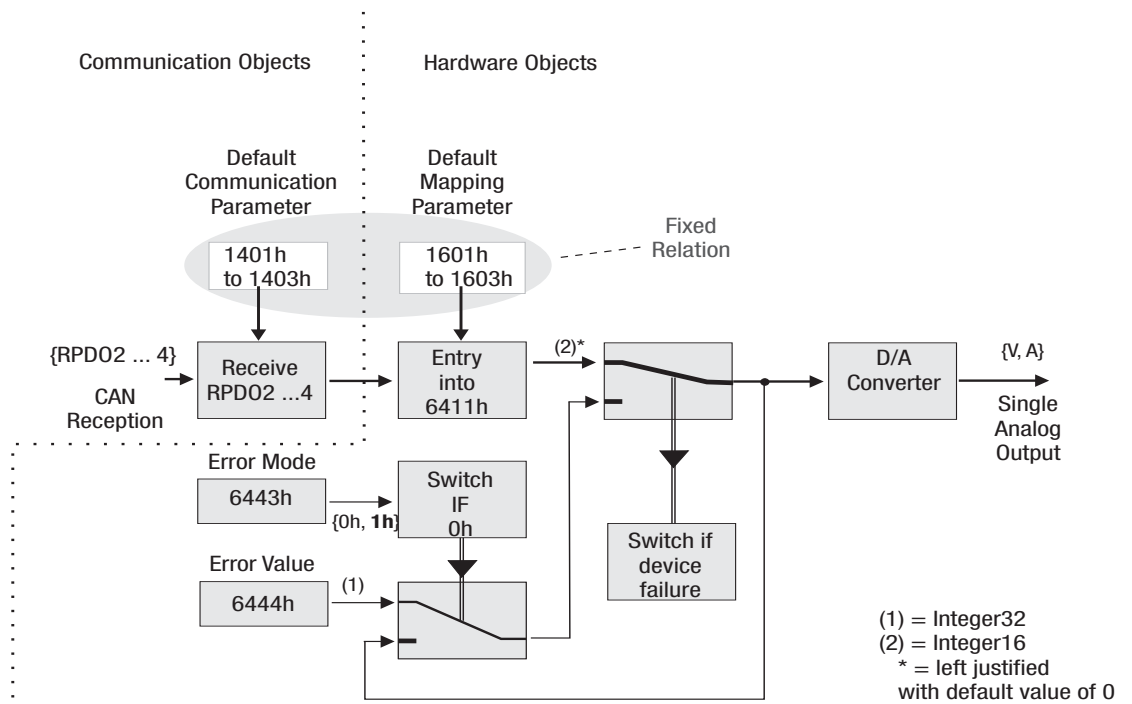 Communication Objects
Hardware Objects
Default
Communication
Parameter
Default
Mapping
Parameter
Fixed
Relation
1401h
to 1403h
1601h
to 1603h
{RPDO2 ... 4}
CAN
Reception
Receive
RPDO2 ...4
Entry
into
6411h
(2)*
D/A
Converter
{V, A}
Single
Analog
Output
Error Mode
6443h
{0h, 1h}
Switch
IF
0h
Switch if
device
failure
Error Value
6444h
(1)
(1) = Integer32
(2) = Integer16
* = left justified
with default value of 0